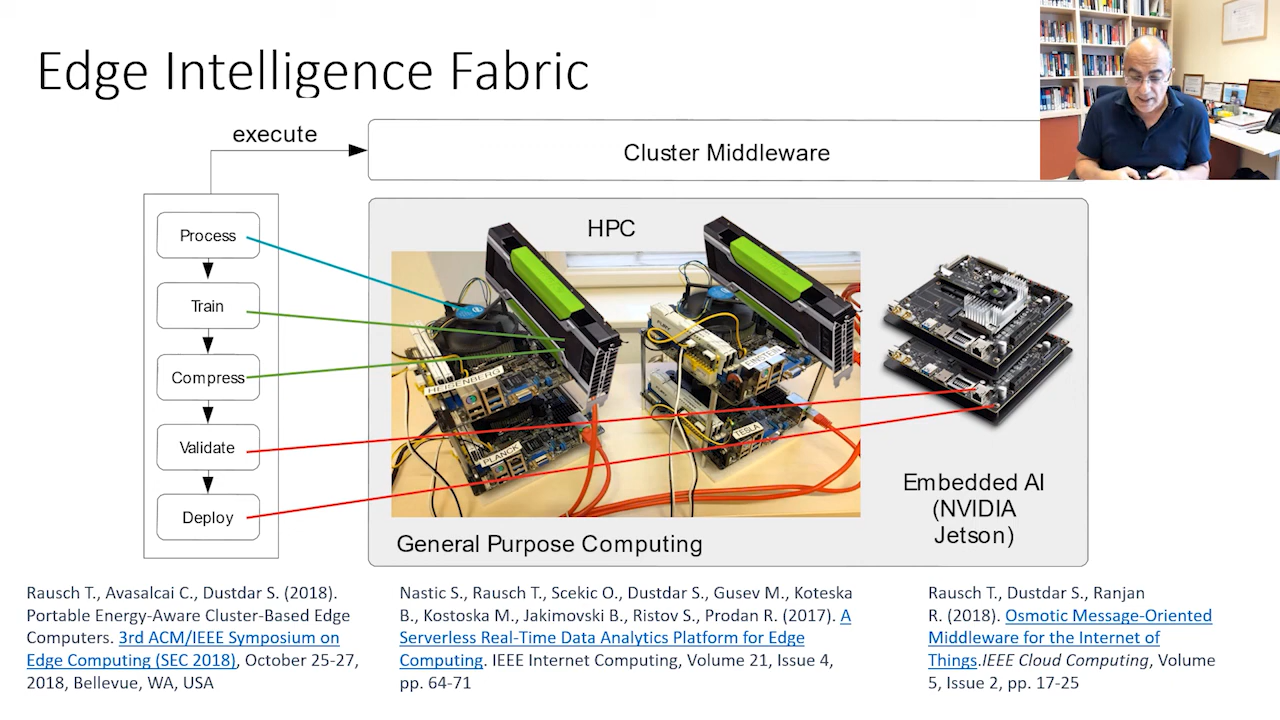 Edge Intelligence Fabric
execute
Cluster Middleware
Process
Train
Compress
Validate
Deploy
HPC
HEISENBERG
PLANCK
EINSTEIN
TESLA
General Purpose Computing
Embedded AI
(NVIDIA
Jetson)
Rausch T., Avasalcai C., Dustdar S. (2018).
Portable Energy-Aware Cluster-Based Edge
Computers. 3rd ACM/IEEE Symposium on
Edge Computing (SEC 2018), October 25-27,
2018, Bellevue, WA, USA
Nastic S., Rausch T., Scekic O., Dustdar S., Gusev M., Koteska
B., Kostoska M., Jakimovski B., Ristov S., Prodan R. (2017). A
Serverless Real-Time Data Analytics Platform for Edge
Computing. IEEE Internet Computing, Volume 21, Issue 4,
pp. 64-71
Rausch T., Dustdar S., Ranjan
R. (2018). Osmotic Message-Oriented
Middleware for the Internet of
Things.IEEE Cloud Computing, Volume
5, Issue 2, pp. 17-25